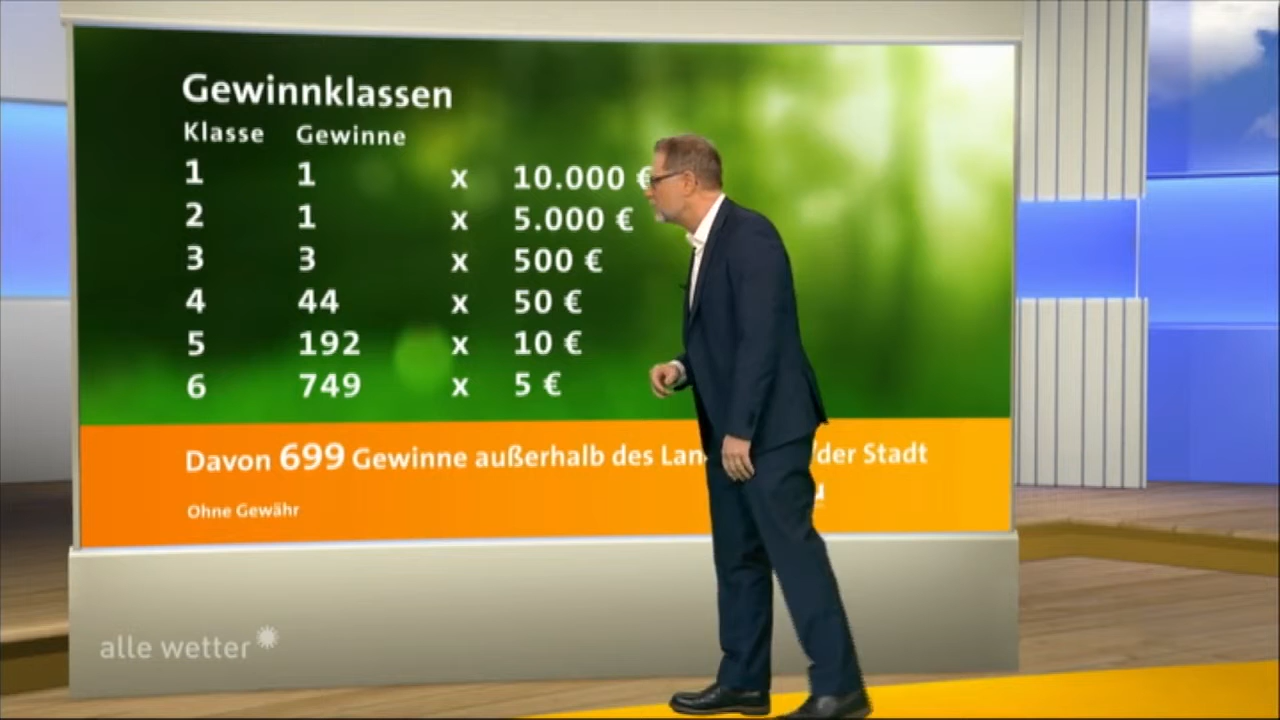 Gewinnklassen
Klasse Gewinne
1 1 x 10.000 €
2 1 x 5.000 €
3 3 x 500 €
4 44 x 50 €
5 192 x 10 €
6 749 x 5 €
Davon 699 Gewinne außerhalb des /der Stadt
Ohne Gewähr
alle wetter